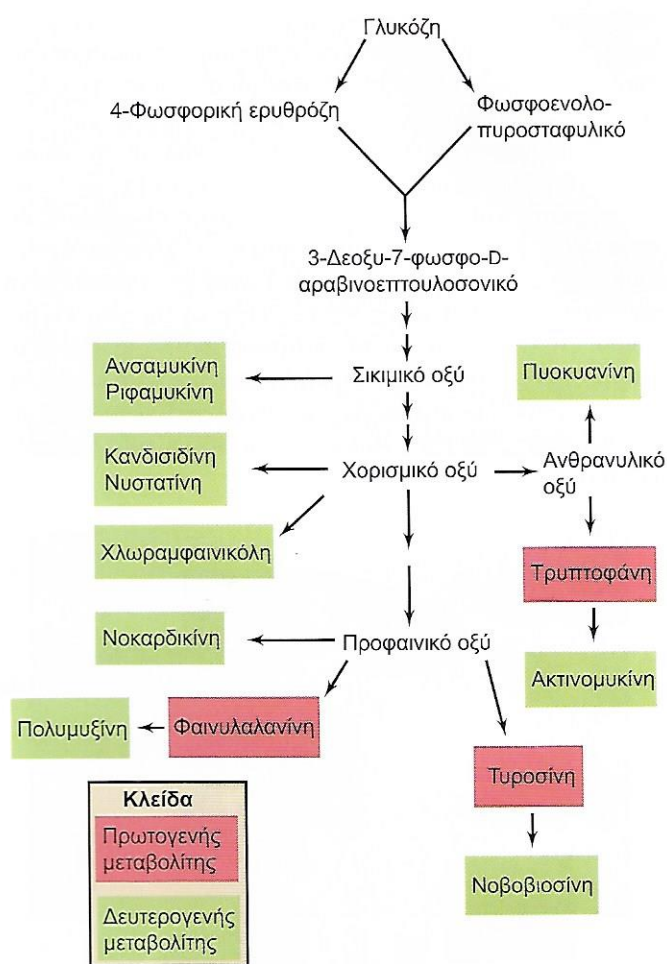 Γλυκόζη
4-Φωσφορική ερυθρόζη
Φωσφοενολο-
πυροσταφυλικό
3-Δεοξυ-7-φωσφο-D-
αραβινοεπτουλοσονικό
Ανσαμυκίνη
Ριφαμυκίνη
Σικιμικό οξύ
Πυοκυανίνη
Κανδισιδίνη
Νυστατίνη
Χορισμικό οξύ
Ανθρανυλικό
οξύ
Χλωραμφαινικόλη
Τρυπτοφάνη
Νοκαρδικίνη
Προφαινικό οξύ
Ακτινομυκίνη
Πολυμυξίνη
Φαινυλαλανίνη
Τυροσίνη
Κλείδα
Πρωτογενής
μεταβολίτης
Δευτερογενής
μεταβολίτης
Νοβοβιοσίνη